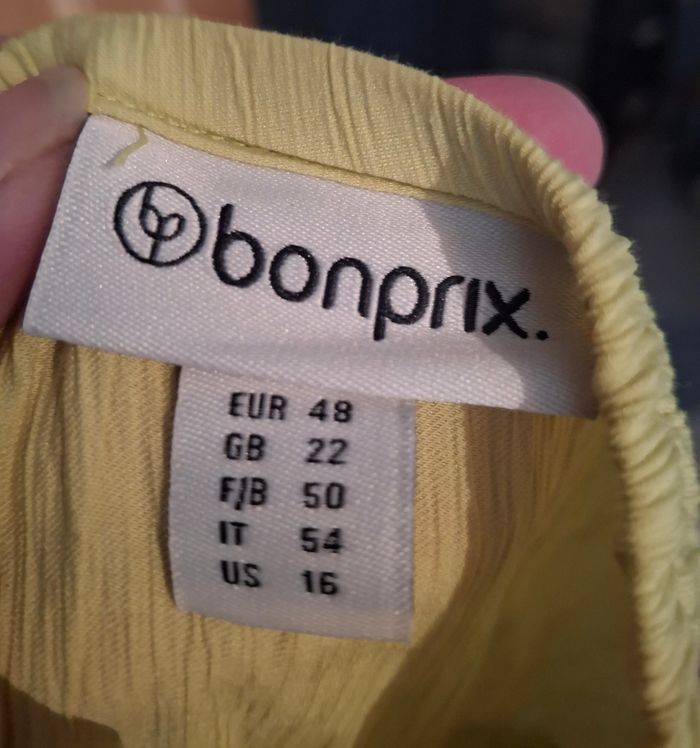 bonprix.
EUR 48
GB 22
F/B 50
IT 54
US 16